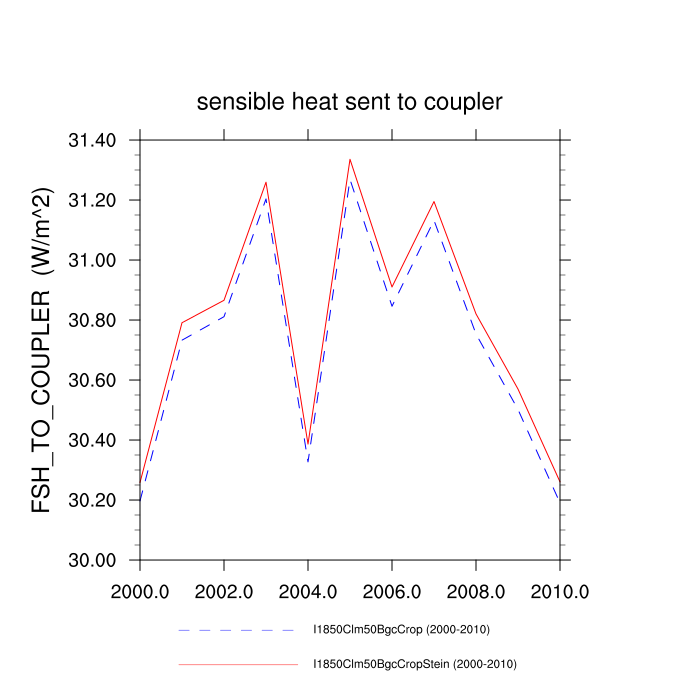 sensible heat sent to coupler
FSH_TO_COUPLER (W/m^2)
31.40
31.20
31.00
30.80
30.60
30.40
30.20
30.00
2000.0 2002.0 2004.0 2006.0 2008.0 2010.0
I1850Clm50BgcCrop (2000-2010)
I1850Clm50BgcCropStein (2000-2010)